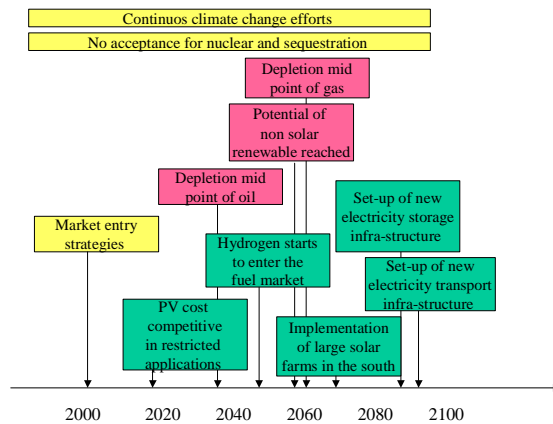 Continuos climate change efforts
No acceptance for nuclear and sequestration
Depletion mid
point of gas
Potential of
non solar
renewable reached
Depletion mid
point of oil
Set-up of new
electricity storage
infra-structure
Market entry
strategies
Hydrogen starts
to enter the
fuel market
Set-up of new
electricity transport
infra-structure
PV cost
competitive
in restricted
applications
Implementation
of large solar
farms in the south
2000 2020 2040 2060 2080 2100